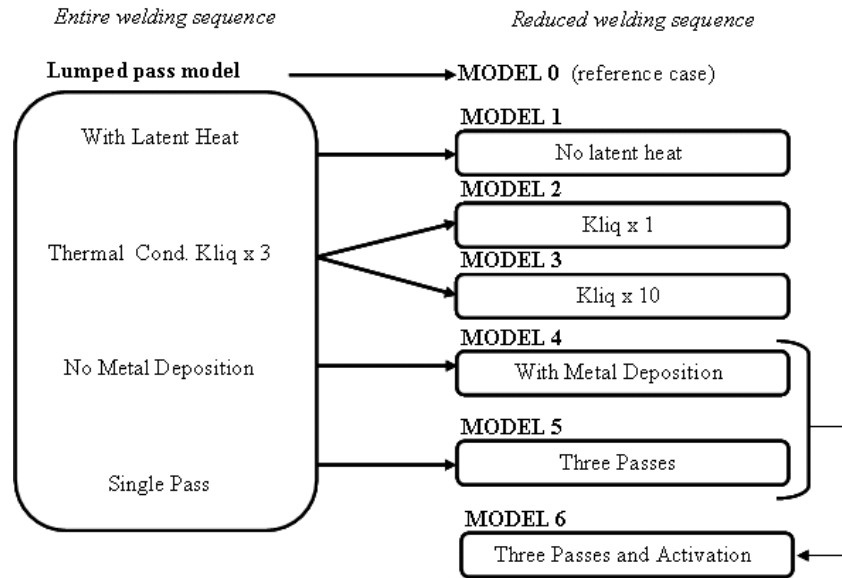 Entire welding sequence
Reduced welding sequence
Lumped pass model
MODEL 0 (reference case)
With Latent Heat
MODEL 1
No latent heat
Thermal Cond. Kliq x 3
MODEL 2
Kliq x 1
MODEL 3
Kliq x 10
No Metal Deposition
MODEL 4
With Metal Deposition
Single Pass
MODEL 5
Three Passes
MODEL 6
Three Passes and Activation